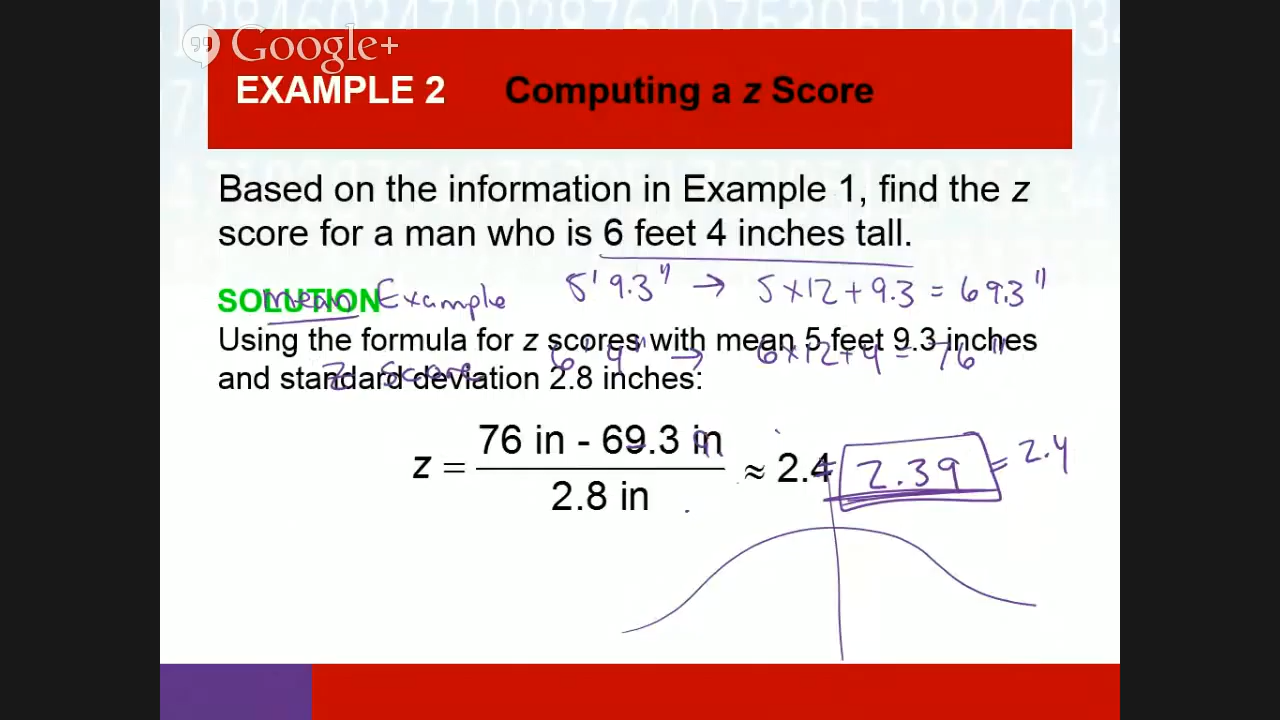 Google+
EXAMPLE 2 Computing a z Score
Based on the information in Example 1, find the z
score for a man who is 6 feet 4 inches tall.
5' 9.3" → 5×12+9.3 = 69.3"
SOLUTION
mean Example
Using the formula for z scores with mean 5 feet 9.3 inches
6' 4" → 6×12+4 = 76"
and standard deviation 2.8 inches:
z score
z = 76 in - 69.3 in / 2.8 in ≈ 2.4 = 2.39 = 2.4